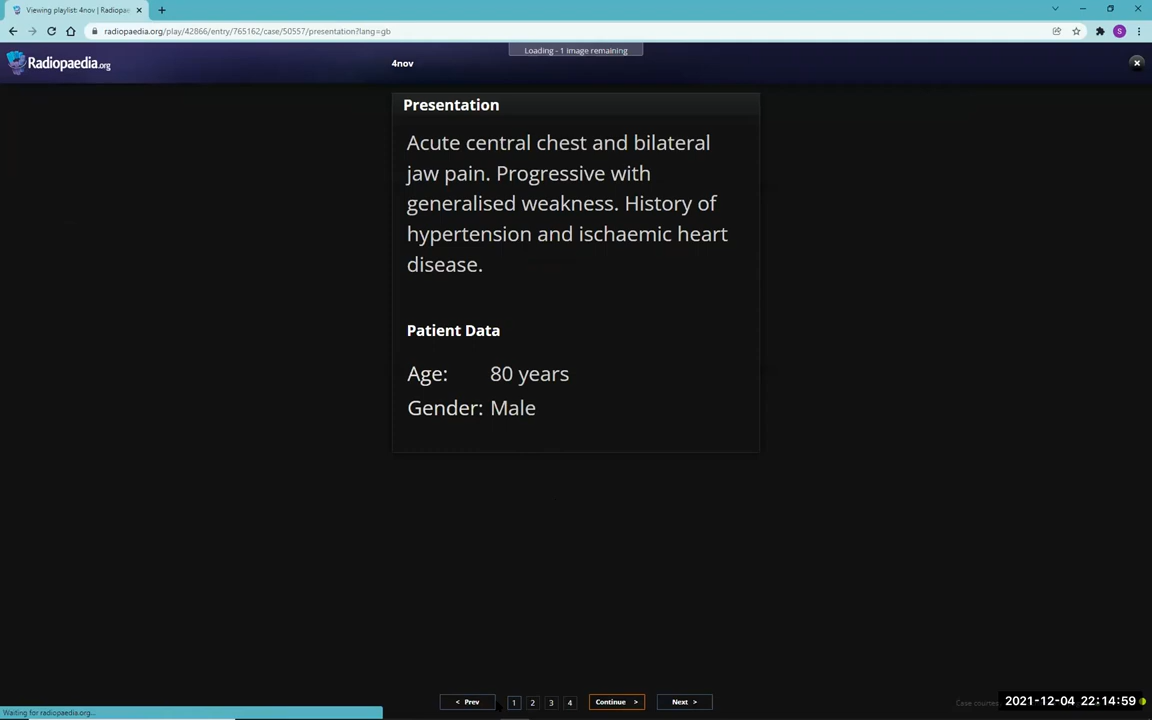 Viewing playlist: 4nov | Radiopae
radiopaedia.org/play/42866/entry/765162/case/50557/presentation?lang=gb
S
Loading - 1 image remaining
Radiopaedia.org
4nov
Presentation
Acute central chest and bilateral
jaw pain. Progressive with
generalised weakness. History of
hypertension and ischaemic heart
disease.
Patient Data
Age: 80 years
Gender: Male
< Prev 1 2 3 4 Continue > Next >
Case courtes
2021-12-04 22:14:59
Waiting for radiopaedia.org...